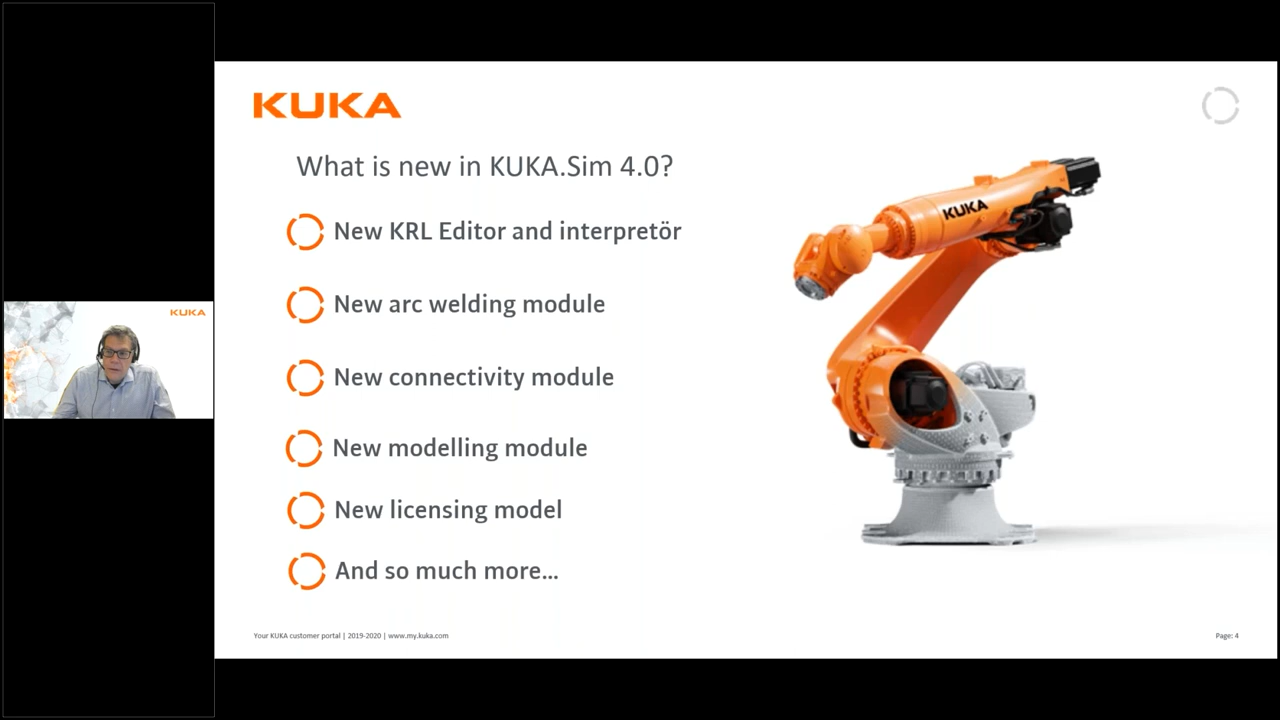 KUKA
What is new in KUKA.Sim 4.0?
New KRL Editor and interpretör
New arc welding module
New connectivity module
New modelling module
New licensing model
And so much more...
KUKA
KUKA
Your KUKA customer portal | 2019-2020 | www.my.kuka.com
Page: 4